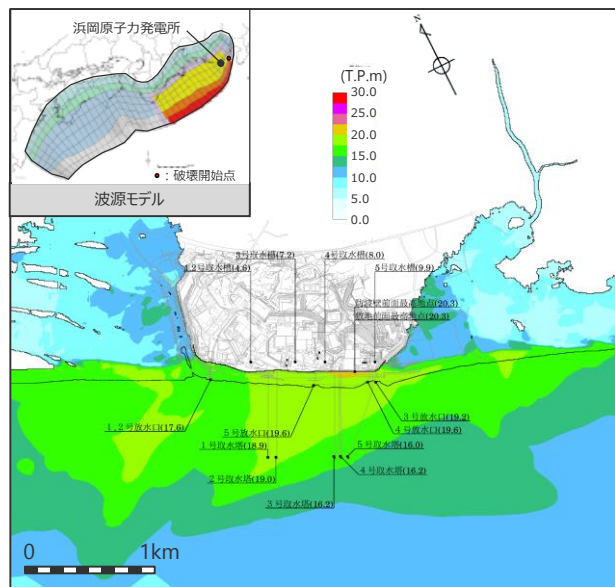 浜岡原子力発電所
●：破壊開始点
波源モデル
N
(T.P.m)
30.0
25.0
20.0
15.0
10.0
5.0
0.0
3号取水槽(7.2)
4号取水槽(8.0)
1,2号取水槽(4.6)
5号取水槽(9.9)
防波壁前面最高地点(20.3)
敷地前面最高地点(20.3)
1,2号放水口(17.6)
5号放水口(19.6)
3号放水口(19.2)
4号放水口(19.6)
1号取水塔(18.9)
5号取水塔(16.0)
2号取水塔(19.0)
4号取水塔(16.2)
3号取水塔(16.2)
0 1km